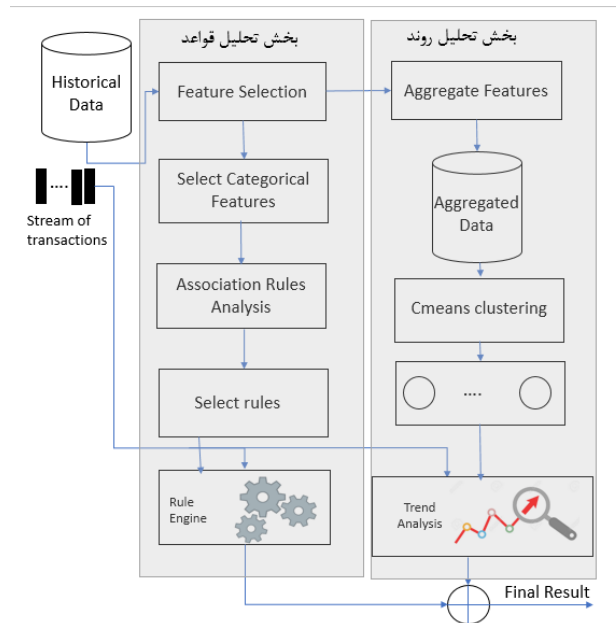 بخش تحلیل قواعد
بخش تحلیل روند
Historical
Data
Feature Selection
Aggregate Features
....
Stream of
transactions
Select Categorical
Features
Aggregated
Data
Association Rules
Analysis
Cmeans clustering
Select rules
....
Rule
Engine
Trend
Analysis
Final Result